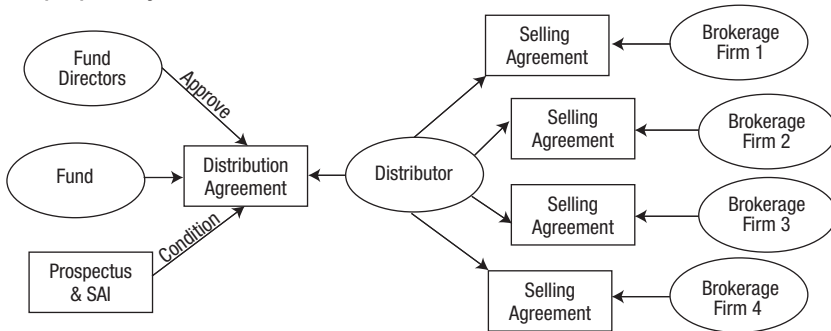 Fund
Directors
Approve
Fund
Distribution
Agreement
Condition
Prospectus
& SAI
Distributor
Selling
Agreement
Brokerage
Firm 1
Selling
Agreement
Brokerage
Firm 2
Selling
Agreement
Brokerage
Firm 3
Selling
Agreement
Brokerage
Firm 4